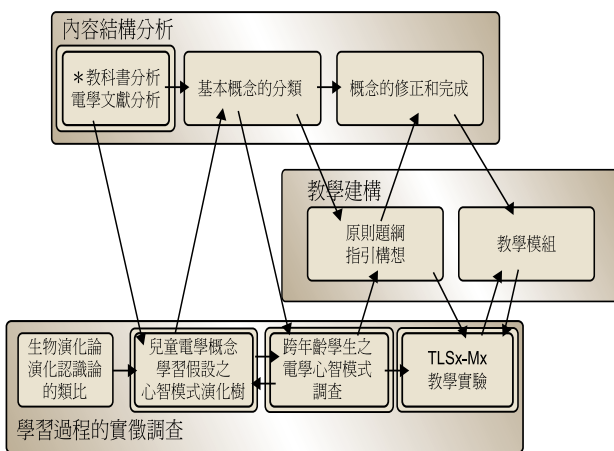 內容結構分析
＊教科書分析
電學文獻分析
基本概念的分類
概念的修正和完成
教學建構
原則題綱
指引構想
教學模組
生物演化論
演化認識論
的類比
兒童電學概念
學習假設之
心智模式演化樹
跨年齡學生之
電學心智模式
調查
TLSx-Mx
教學實驗
學習過程的實徵調查